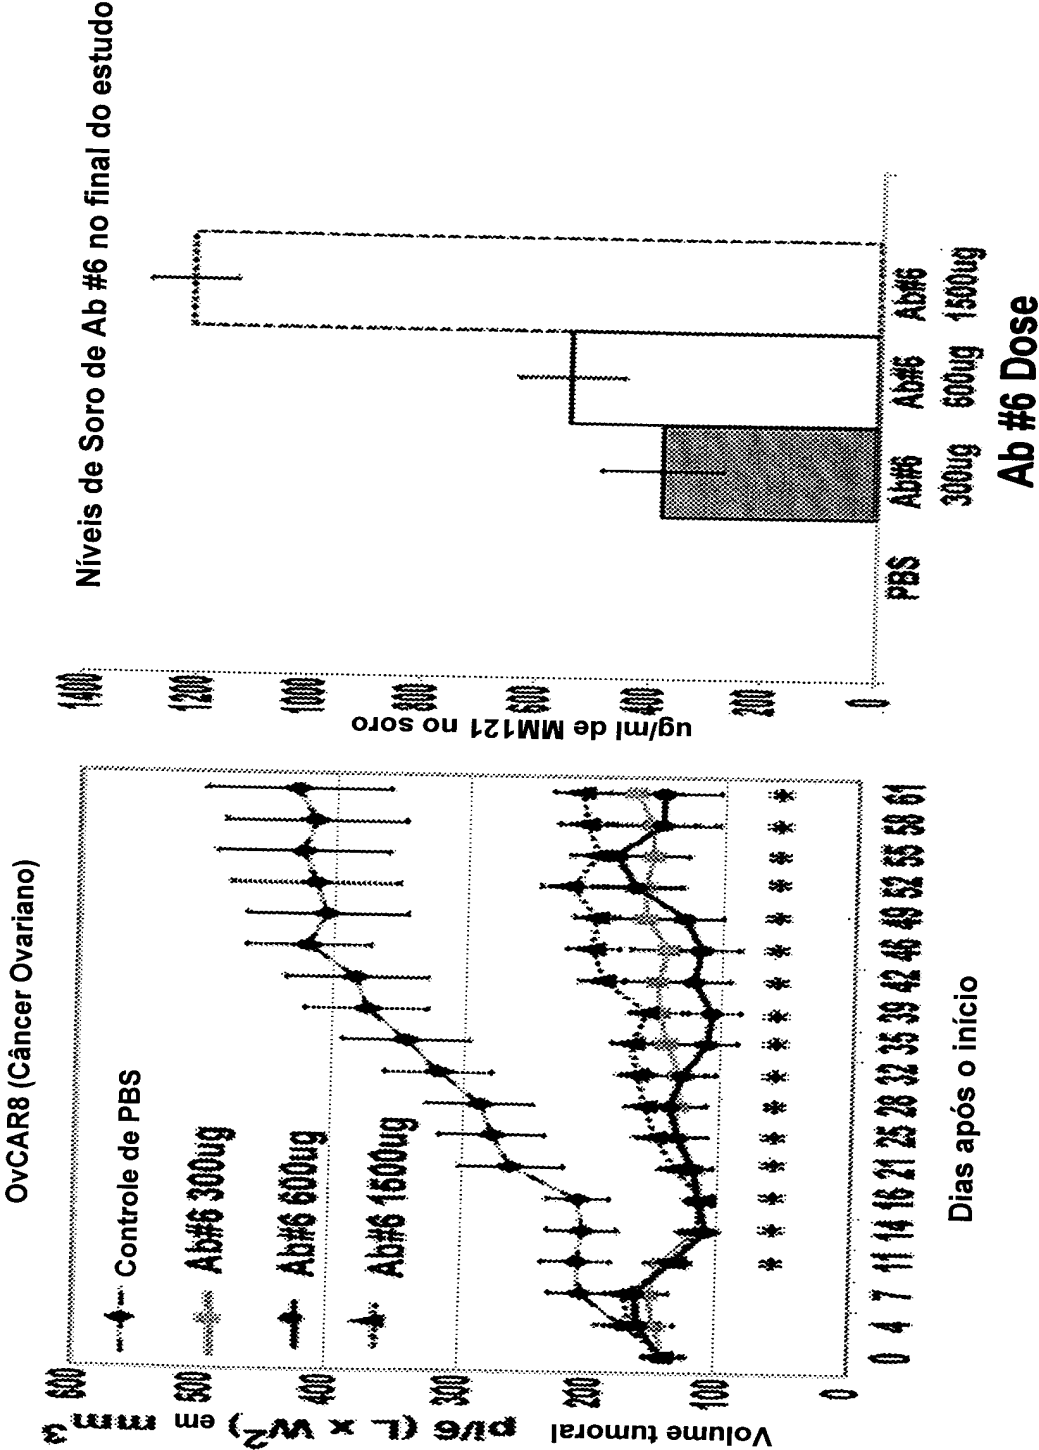 OvCAR8 (Câncer Ovariano)
Controle de PBS
Ab#6 300ug
Ab#6 600ug
Ab#6 1500ug
600
500
400
300
200
100
0
Volume tumoral
pi/6 (L x W²) em mm 3
0 4 7 11 14 18 21 25 28 32 35 39 42 46 49 52 55 58 61
Dias após o início
Níveis de Soro de Ab #6 no final do estudo
1400
1200
1000
800
600
400
200
0
ug/ml de MM121 no soro
PBS
Ab#6 300ug
Ab#6 600ug
Ab#6 1500ug
Ab #6 Dose